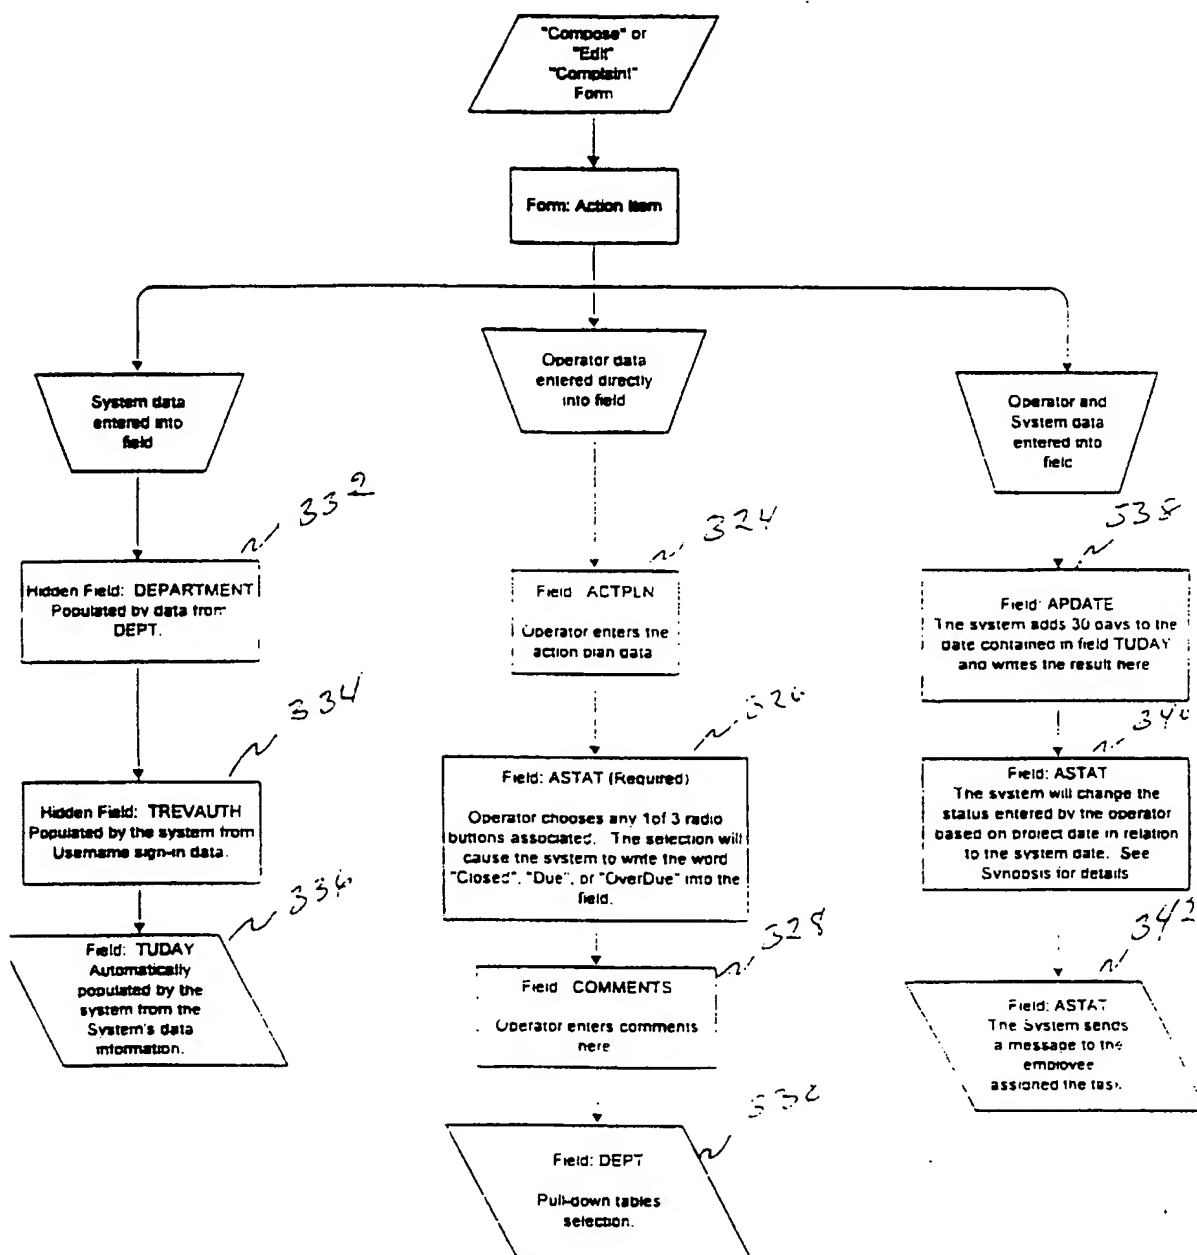 "Compose" or
"Edit"
"Complaint"
Form
Form: Action Item
System data
entered into
field
Operator data
entered directly
into field
Operator and
System data
entered into
field
332
Hidden Field: DEPARTMENT
Populated by data from
DEPT.
334
Hidden Field: TREVAUTH
Populated by the system from
Username sign-in data.
336
Field: TUDAY
Automatically
populated by the
system from the
System's data
information.
324
Field: ACTPLN
Operator enters the
action plan data
326
Field: ASTAT (Required)
Operator chooses any 1of 3 radio
buttons associated. The selection will
cause the system to write the word
"Closed", "Due", or "OverDue" into the
field.
328
Field: COMMENTS
Operator enters comments
here
330
Field: DEPT
Pull-down tables
selection.
338
Field: APDATE
The system adds 30 days to the
date contained in field TUDAY
and writes the result here
340
Field: ASTAT
The system will change the
status entered by the operator
based on project date in relation
to the system date. See
Synopsis for details
342
Field: ASTAT
The System sends
a message to the
employee
assigned the task.